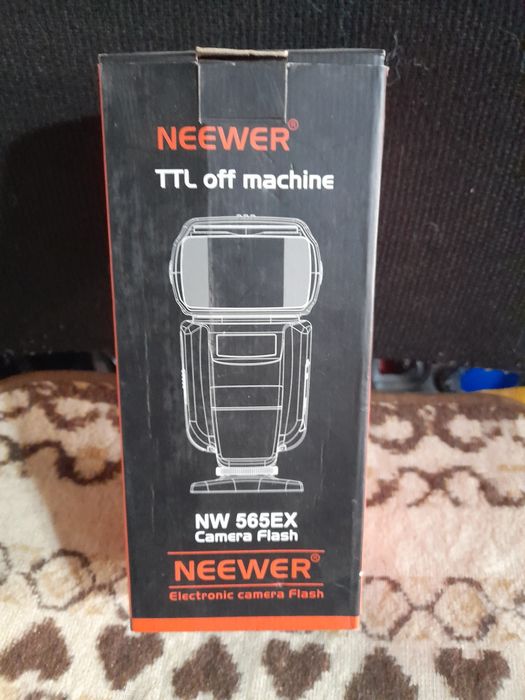 NEEWER®
TTL off machine
NW 565EX
Camera Flash
NEEWER®
Electronic camera Flash